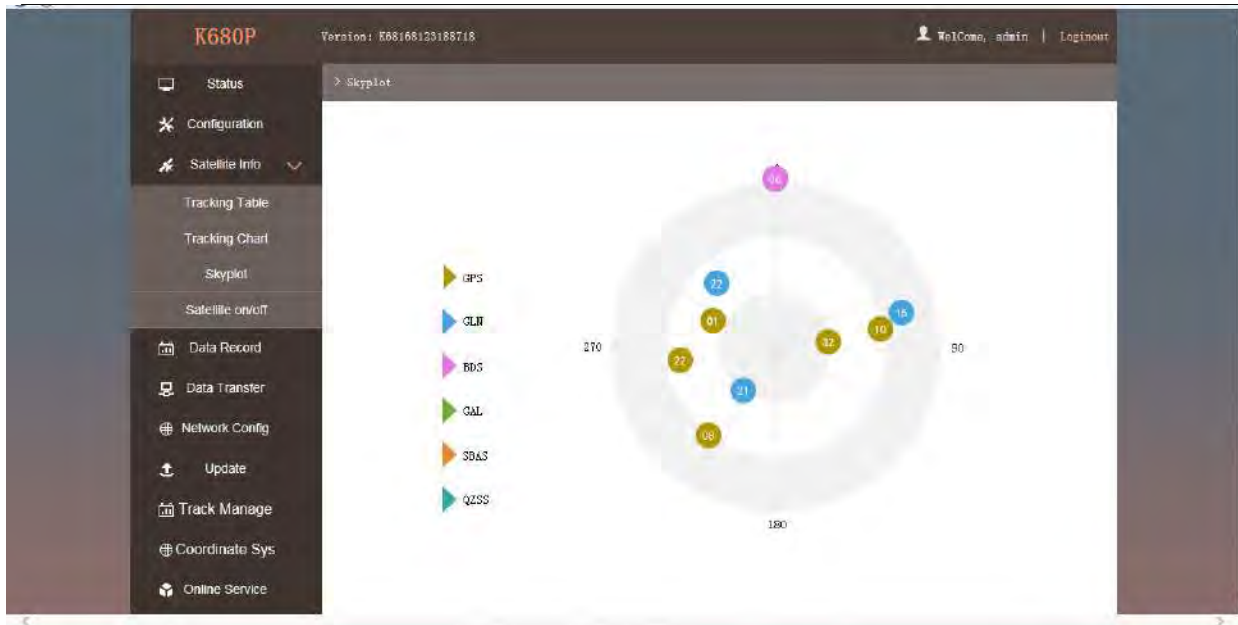 K680P
Version: K68168123188718
WelCome, admin | Loginout
Status
> Skyplot
Configuration
Satellite Info
Tracking Table
Tracking Chart
Skyplot
Satellite on/off
Data Record
Data Transfer
Network Config
Update
Track Manage
Coordinate Sys
Online Service
GPS
GLN
BDS
GAL
SBAS
QZSS
22
01
15
10
32
22
21
08
270
90
180